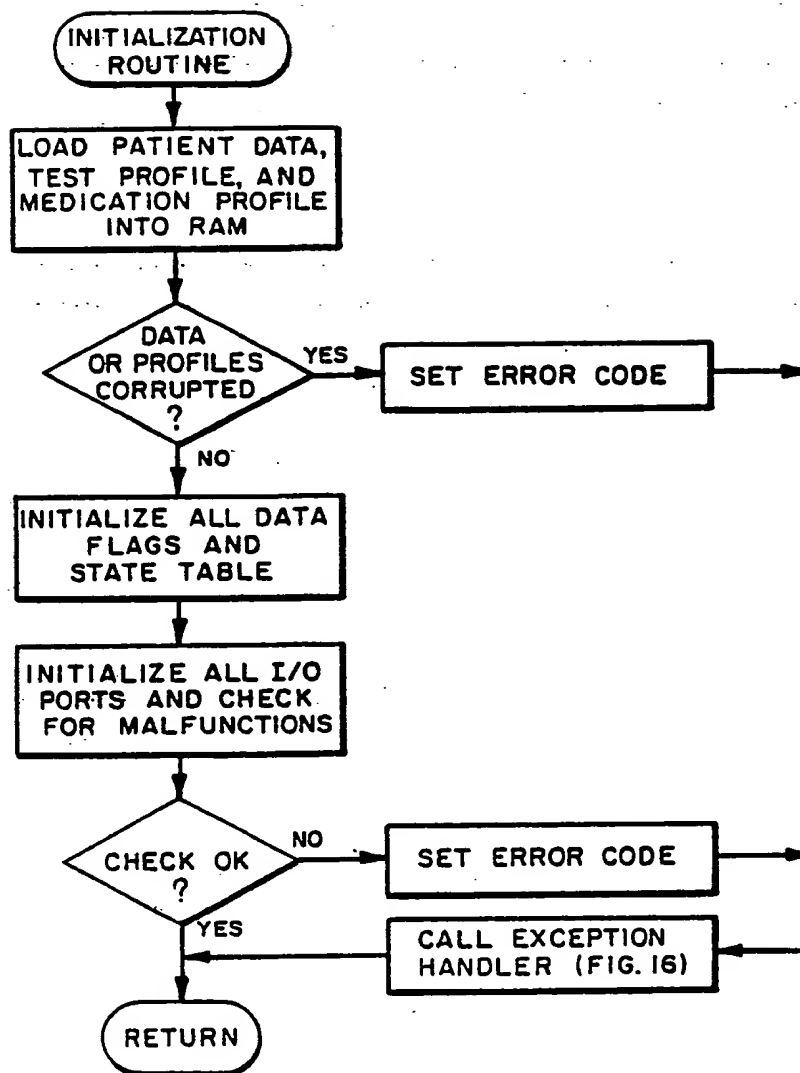 INITIALIZATION
ROUTINE
LOAD PATIENT DATA,
TEST PROFILE, AND
MEDICATION PROFILE
INTO RAM
DATA
OR PROFILES
CORRUPTED
?
YES
SET ERROR CODE
NO
INITIALIZE ALL DATA
FLAGS AND
STATE TABLE
INITIALIZE ALL I/O
PORTS AND CHECK
FOR MALFUNCTIONS
CHECK OK
?
NO
SET ERROR CODE
YES
CALL EXCEPTION
HANDLER (FIG. 16)
RETURN